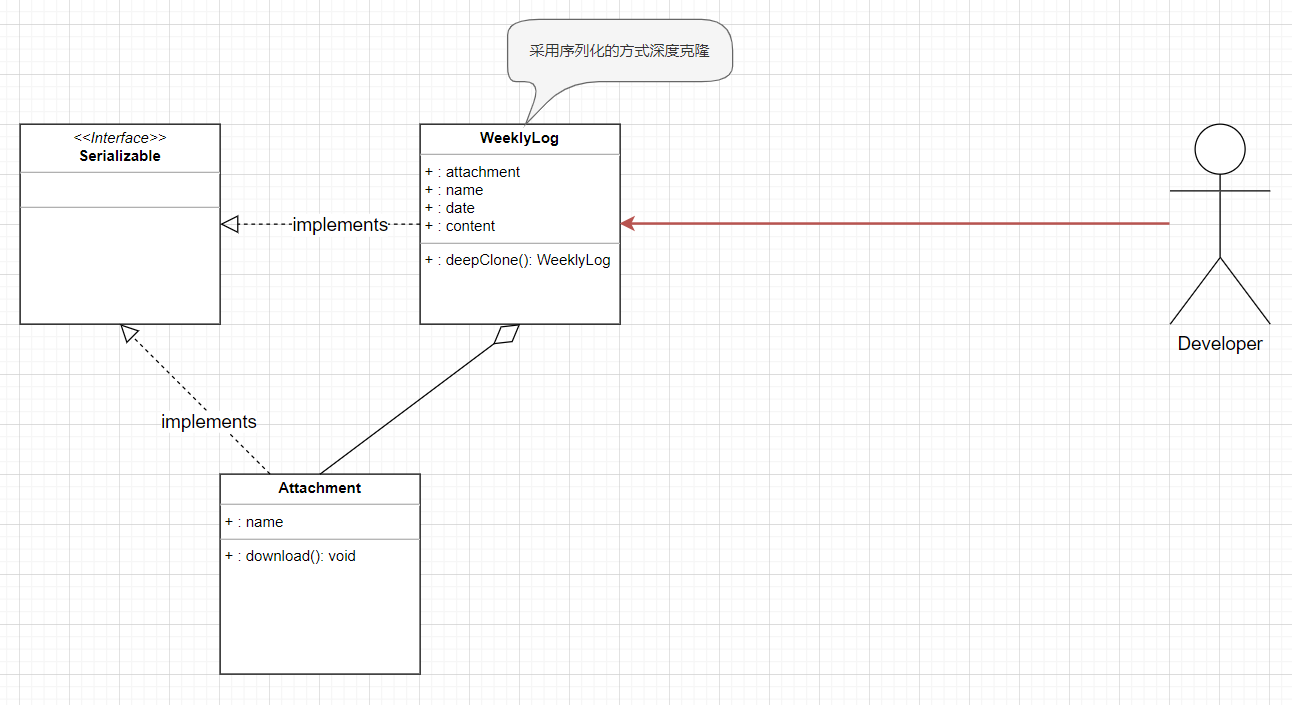 采用序列化的方式深度克隆
<<Interface>>
Serializable
WeeklyLog
+ : attachment
+ : name
+ : date
+ : content
+ : deepClone(): WeeklyLog
implements
Developer
implements
Attachment
+ : name
+ : download(): void